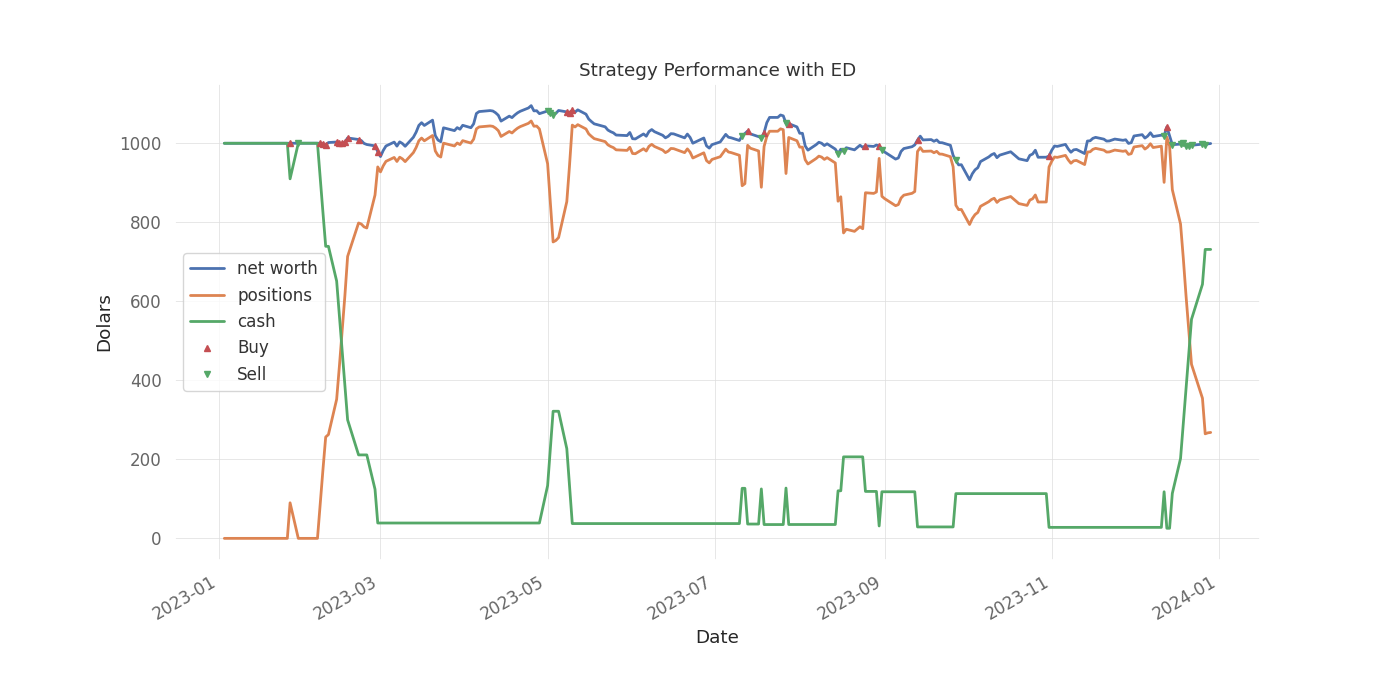 Strategy Performance with ED
1000
800
600
400
200
0
Dolars
net worth
positions
cash
Buy
Sell
2023-01
2023-03
2023-05
2023-07
2023-09
2023-11
2024-01
Date